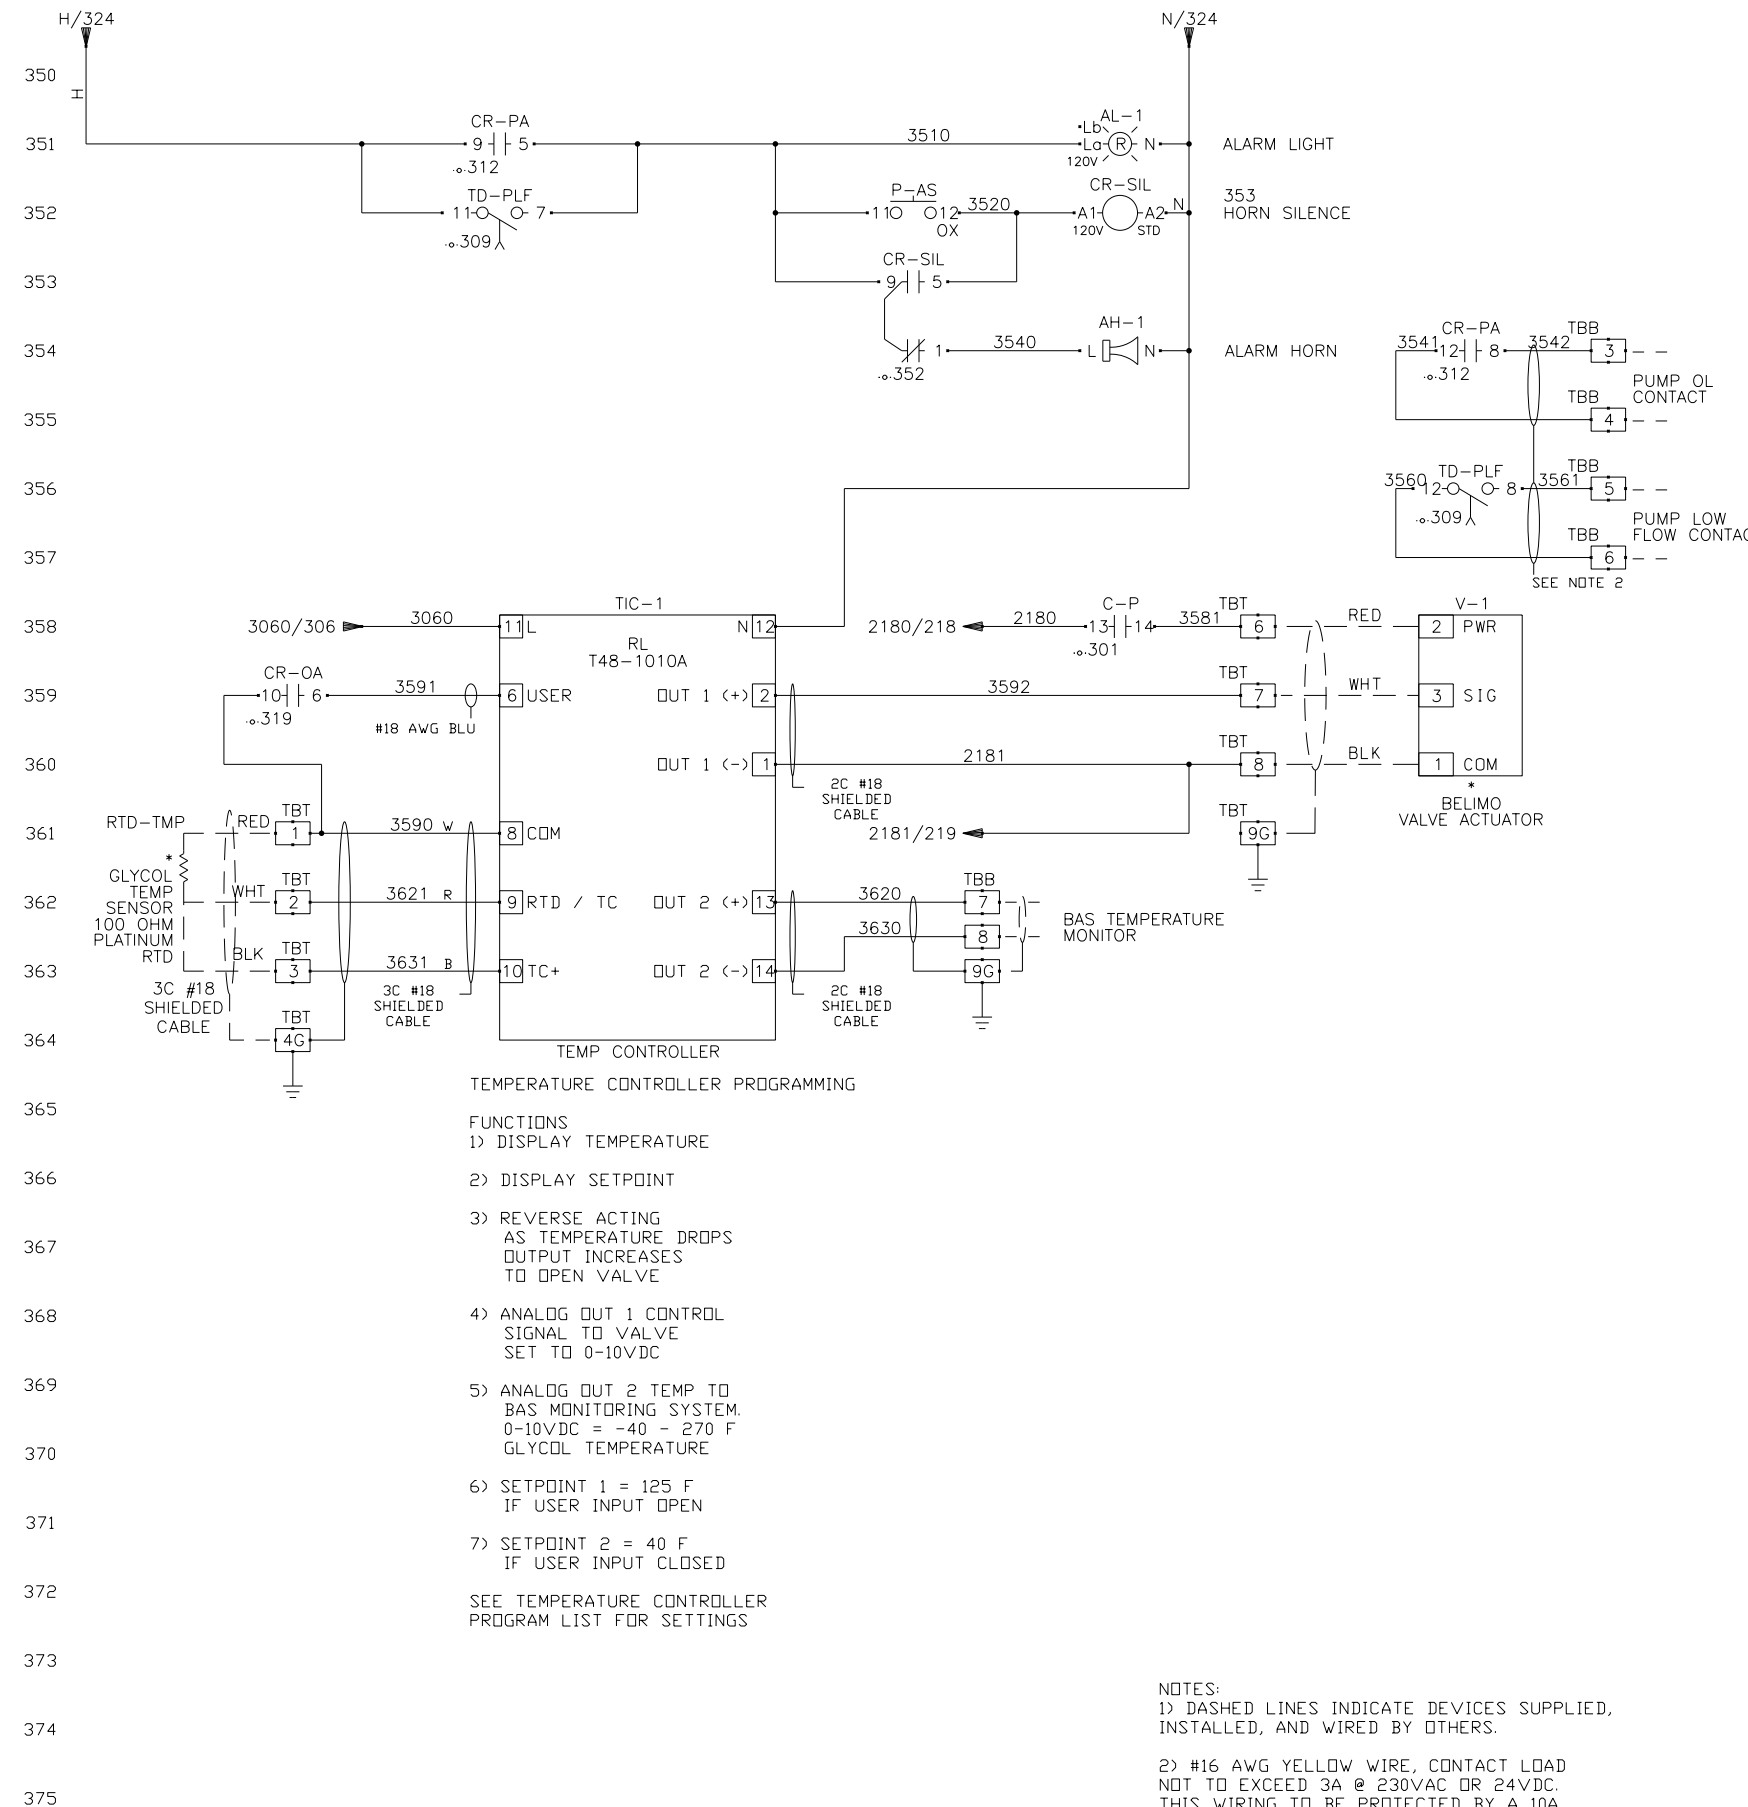 H/324
N/324
350
H
CR-PA
AL-1
Lb
351
9 5
3510
La R N
ALARM LIGHT
.312
120V
TD-PLF
P-AS
CR-SIL
353
352
11 7
11 12
3520
A1 A2
N
HORN SILENCE
OX
120V
STD
.309
CR-SIL
353
9 5
AH-1
CR-PA
TBB
354
1
3540
L N
ALARM HORN
3541
12 8
3542
3
.352
.312
PUMP OL
CONTACT
TBB
355
4
TD-PLF
TBB
356
3560
12 8
3561
5
.309
PUMP LOW
FLOW CONTAC
TBB
357
6
SEE NOTE 2
TIC-1
C-P
TBT
V-1
358
3060/306
3060
11 L
N 12
2180/218
2180
13 14
3581
6
RED
2 PWR
RL
T48-1010A
.301
CR-OA
TBT
359
10 6
3591
6 USER
OUT 1 (+) 2
3592
7
WHT
3 SIG
.319
#18 AWG BLU
TBT
360
OUT 1 (-) 1
2181
8
BLK
1 COM
2C #18
SHIELDED
CABLE
*
BELIMO
VALVE ACTUATOR
TBT
TBT
361
RTD-TMP
RED
1
3590 W
8 COM
2181/219
9G
*
GLYCOL
TEMP
SENSOR
100 OHM
PLATINUM
RTD
TBT
TBB
362
WHT
2
3621 R
9 RTD / TC
OUT 2 (+) 13
3620
7
3630
8
BAS TEMPERATURE
MONITOR
TBT
363
BLK
3
3631 B
10 TC+
OUT 2 (-) 14
9G
3C #18
SHIELDED
CABLE
3C #18
SHIELDED
CABLE
2C #18
SHIELDED
CABLE
TBT
364
4G
TEMP CONTROLLER
TEMPERATURE CONTROLLER PROGRAMMING
365
FUNCTIONS
1) DISPLAY TEMPERATURE
366
2) DISPLAY SETPOINT
3) REVERSE ACTING
AS TEMPERATURE DROPS
367
OUTPUT INCREASES
TO OPEN VALVE
368
4) ANALOG OUT 1 CONTROL
SIGNAL TO VALVE
SET TO 0-10VDC
369
5) ANALOG OUT 2 TEMP TO
BAS MONITORING SYSTEM.
0-10VDC = -40 - 270 F
370
GLYCOL TEMPERATURE
6) SETPOINT 1 = 125 F
IF USER INPUT OPEN
371
7) SETPOINT 2 = 40 F
IF USER INPUT CLOSED
372
SEE TEMPERATURE CONTROLLER
PROGRAM LIST FOR SETTINGS
373
NOTES:
1) DASHED LINES INDICATE DEVICES SUPPLIED,
374
INSTALLED, AND WIRED BY OTHERS.
2) #16 AWG YELLOW WIRE, CONTACT LOAD
NOT TO EXCEED 3A @ 230VAC OR 24VDC.
375
THIS WIRING TO BE PROTECTED BY A 10A